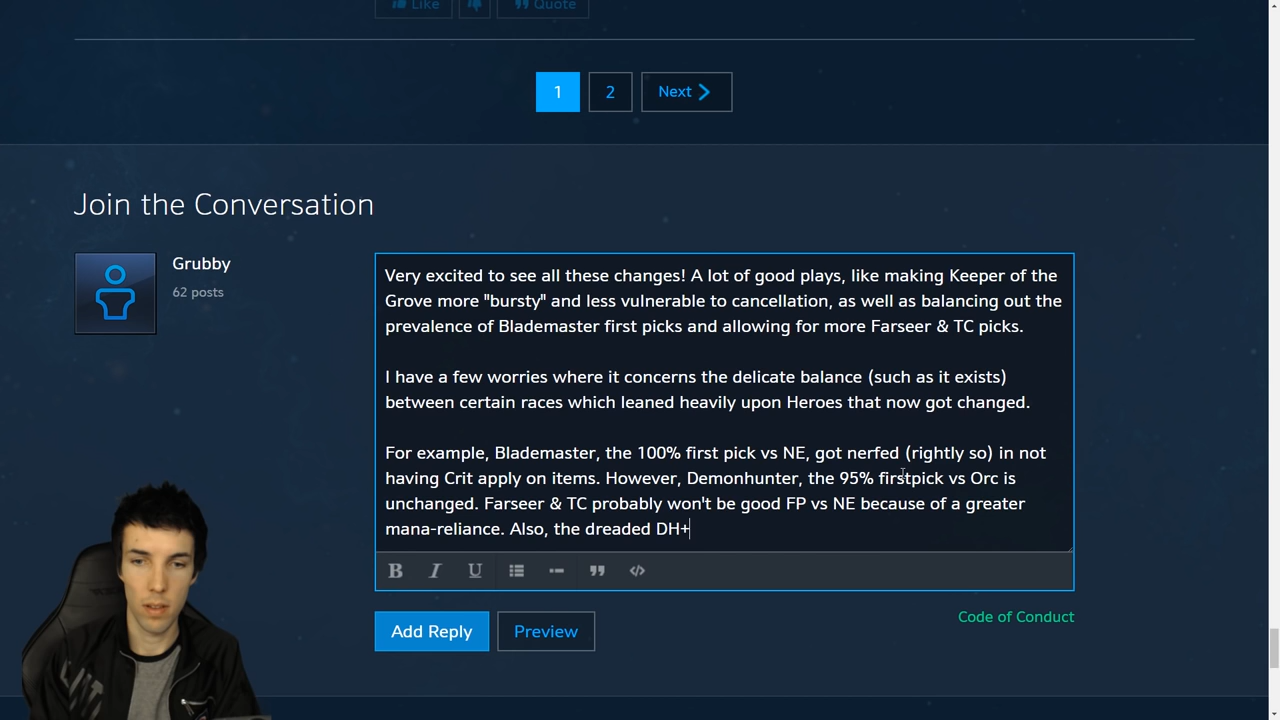 Like
Quote
1
2
Next
Join the Conversation
Grubby
62 posts
Very excited to see all these changes! A lot of good plays, like making Keeper of the
Grove more "bursty" and less vulnerable to cancellation, as well as balancing out the
prevalence of Blademaster first picks and allowing for more Farseer & TC picks.
I have a few worries where it concerns the delicate balance (such as it exists)
between certain races which leaned heavily upon Heroes that now got changed.
For example, Blademaster, the 100% first pick vs NE, got nerfed (rightly so) in not
having Crit apply on items. However, Demonhunter, the 95% firstpick vs Orc is
unchanged. Farseer & TC probably won't be good FP vs NE because of a greater
mana-reliance. Also, the dreaded DH+
B I U
Add Reply
Preview
Code of Conduct